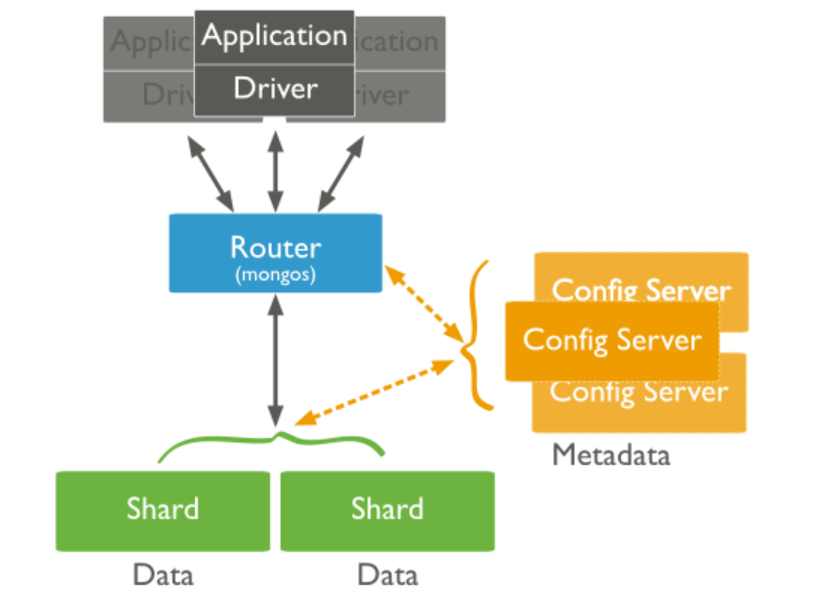 Applic
Application
ication
Driv
Driver
river
Router
(mongos)
Config Server
Config Server
Config Server
Metadata
Shard
Shard
Data
Data